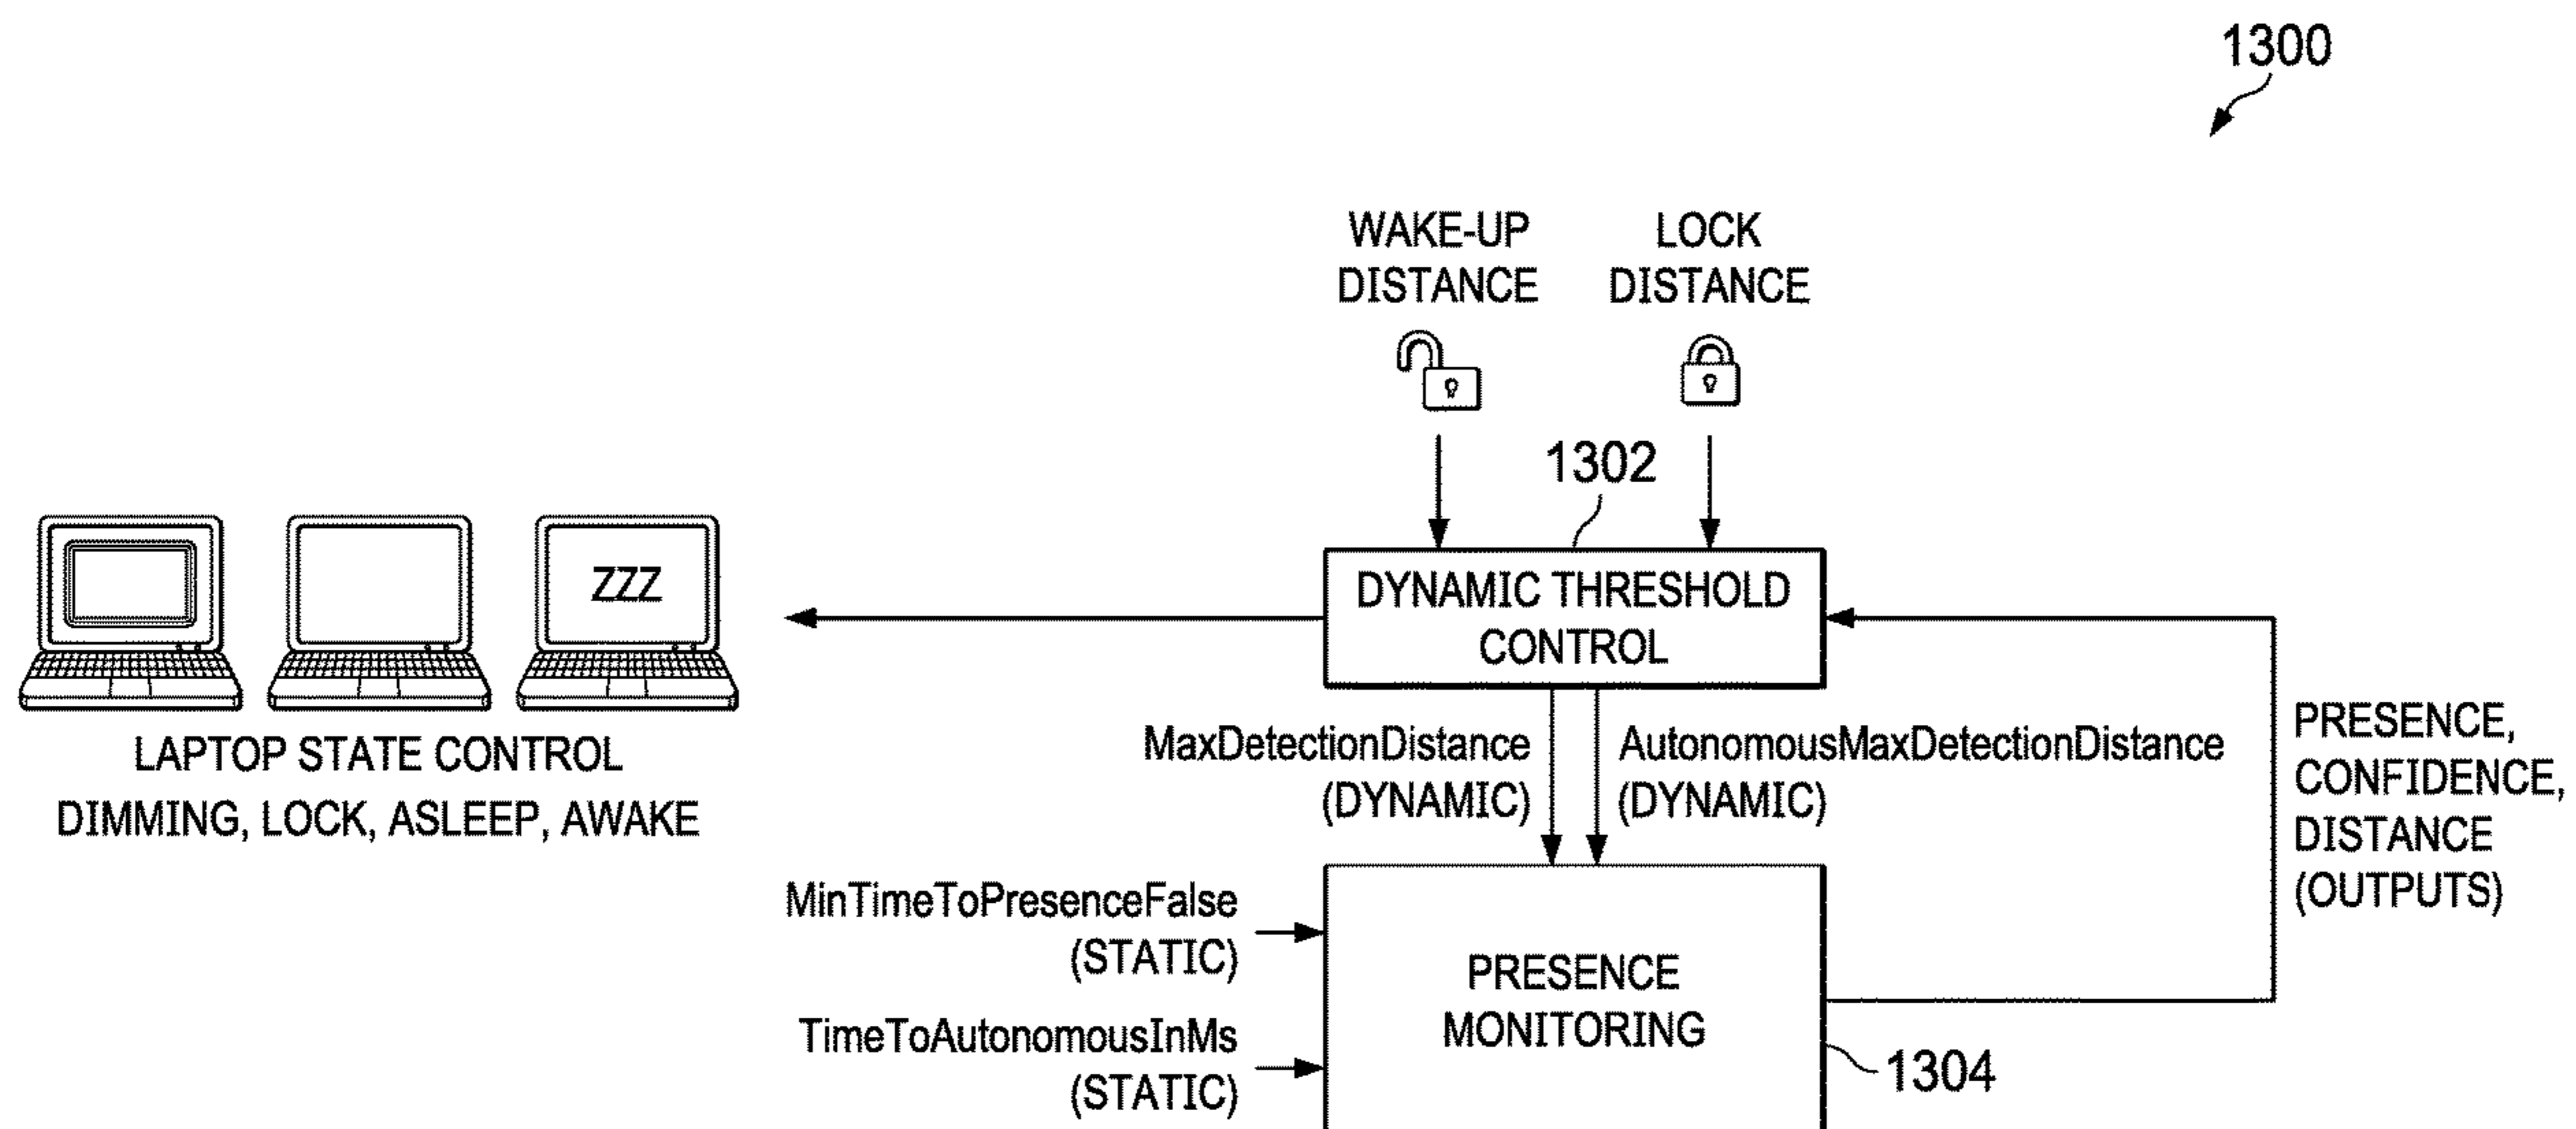 1300
WAKE-UP
DISTANCE
LOCK
DISTANCE
1302
DYNAMIC THRESHOLD
CONTROL
ZZZ
LAPTOP STATE CONTROL
DIMMING, LOCK, ASLEEP, AWAKE
MaxDetectionDistance
(DYNAMIC)
AutonomousMaxDetectionDistance
(DYNAMIC)
PRESENCE,
CONFIDENCE,
DISTANCE
(OUTPUTS)
MinTimeToPresenceFalse
(STATIC)
TimeToAutonomousInMs
(STATIC)
PRESENCE
MONITORING
1304